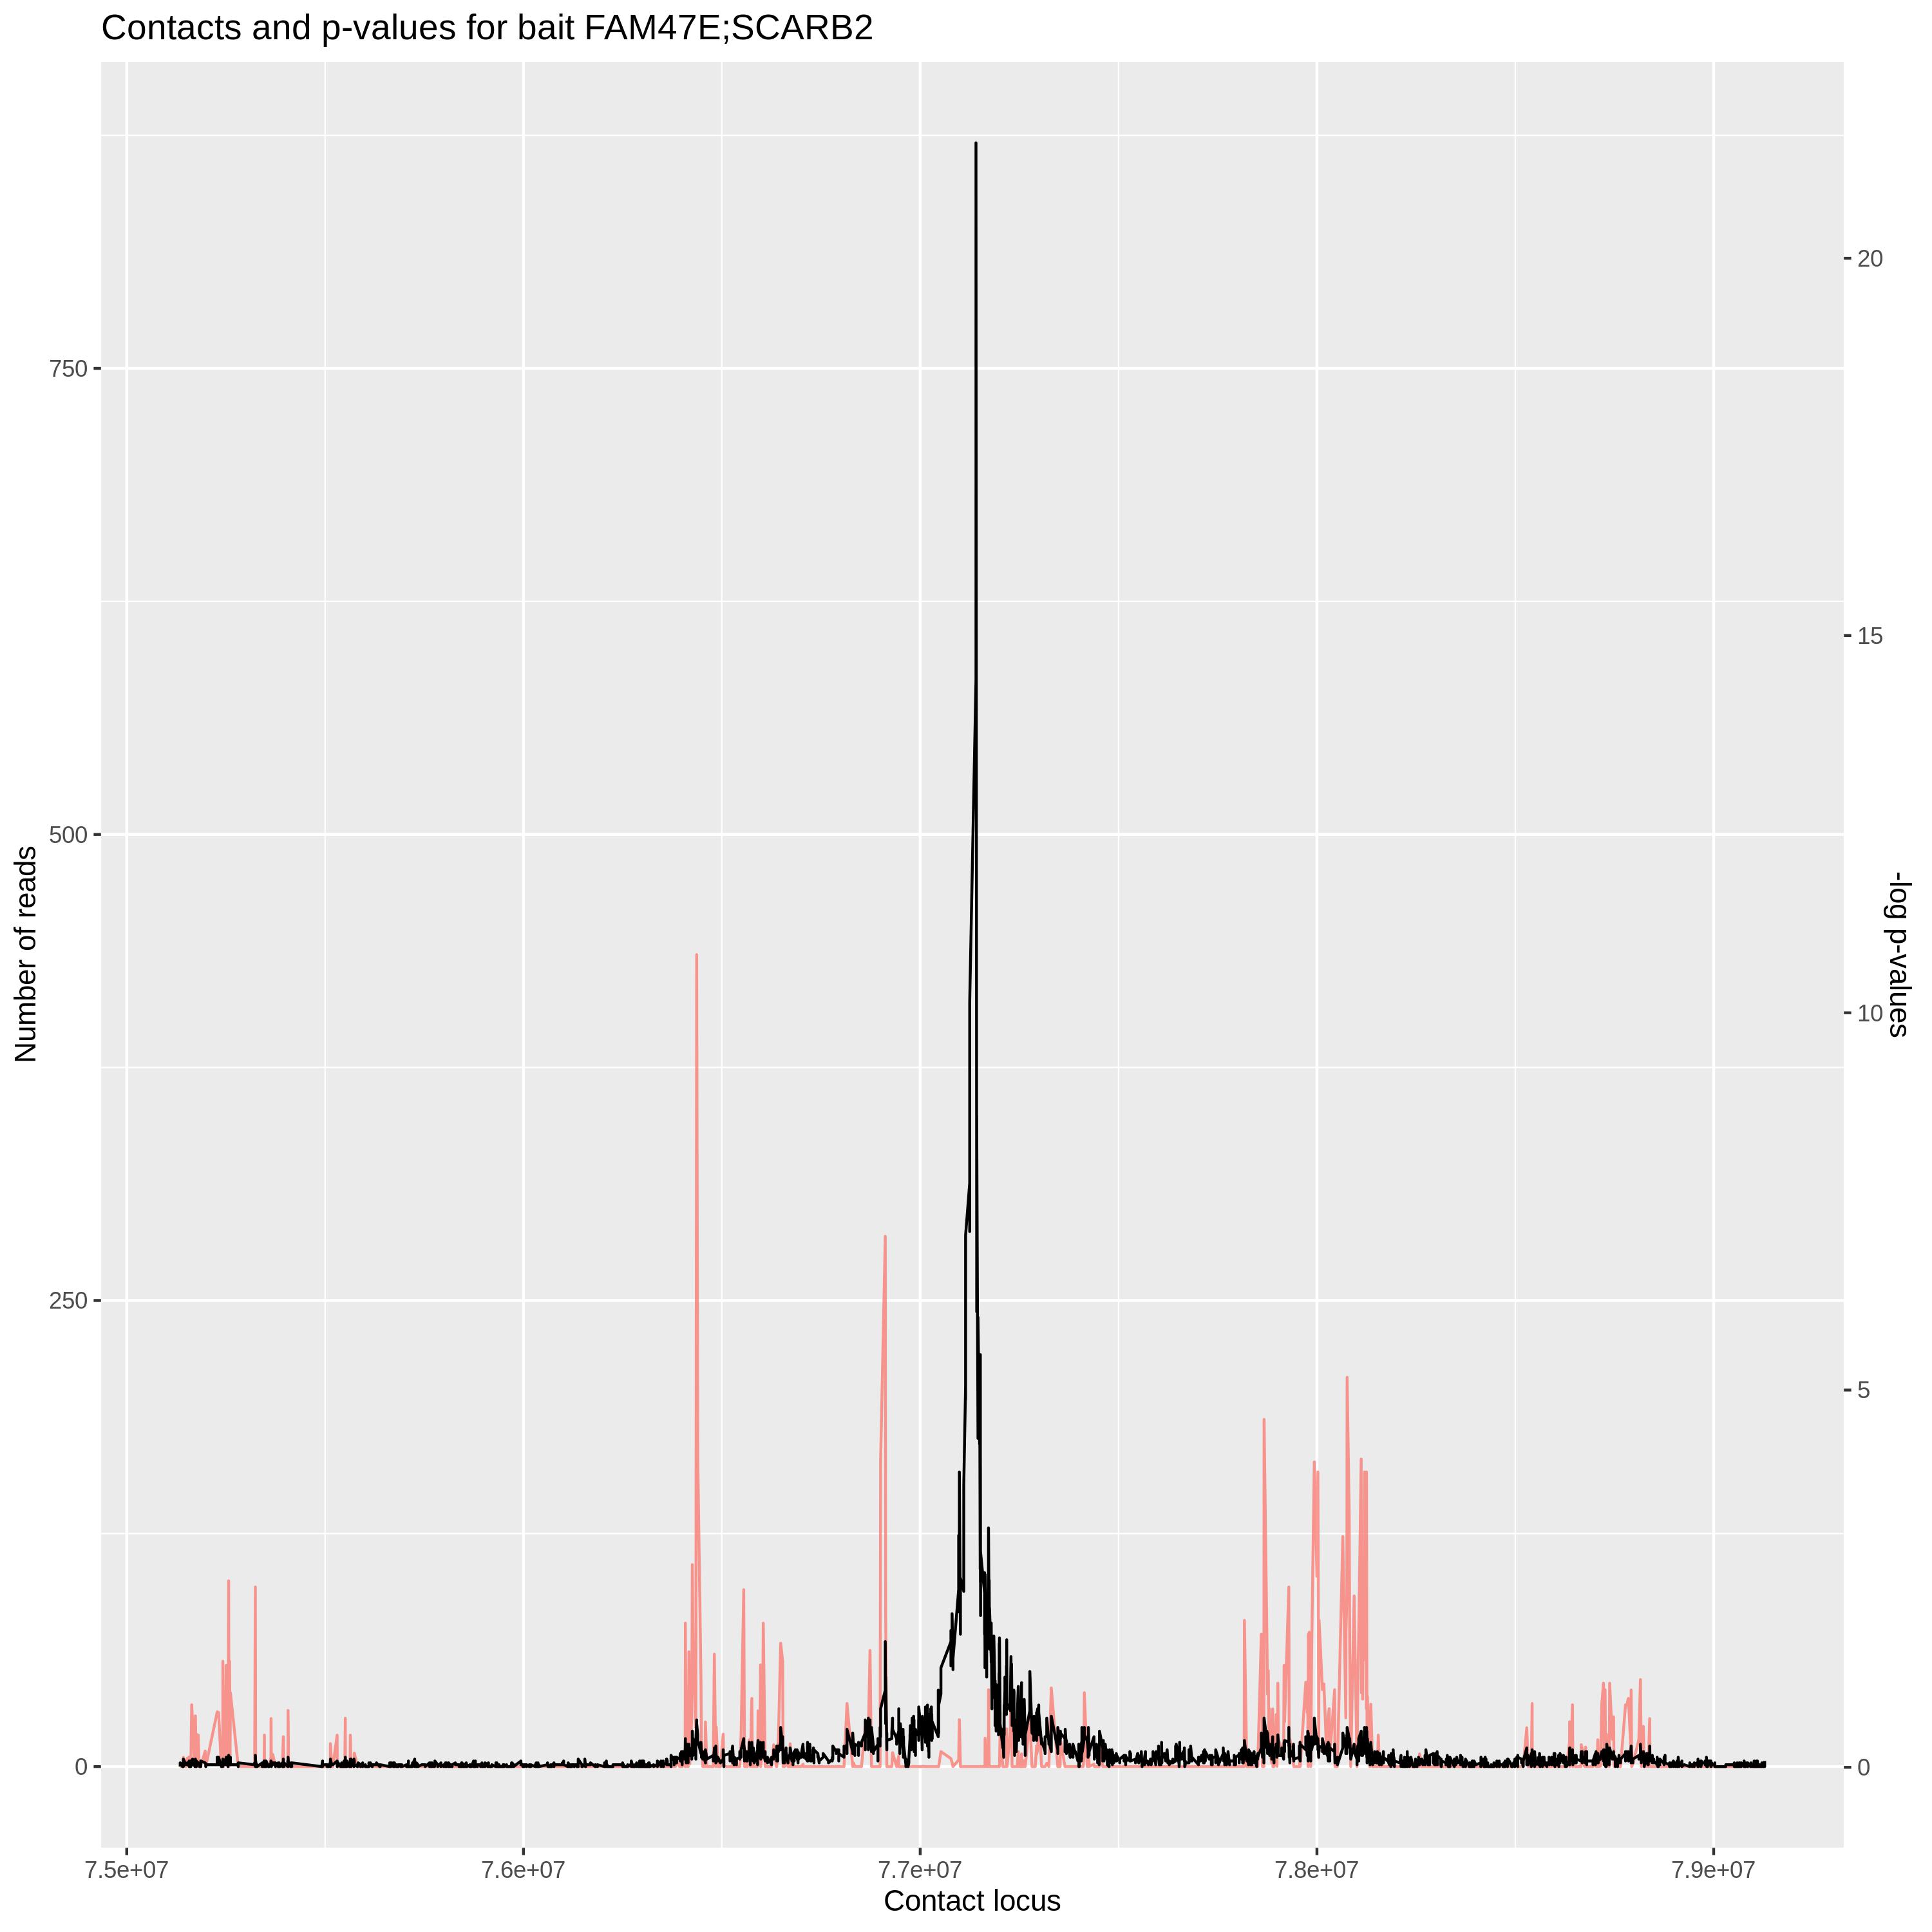 Contacts and p-values for bait FAM47E;SCARB2
Number of reads
750
500
250
0
20
15
10
5
0
-log p-values
7.5e+07
7.6e+07
7.7e+07
7.8e+07
7.9e+07
Contact locus